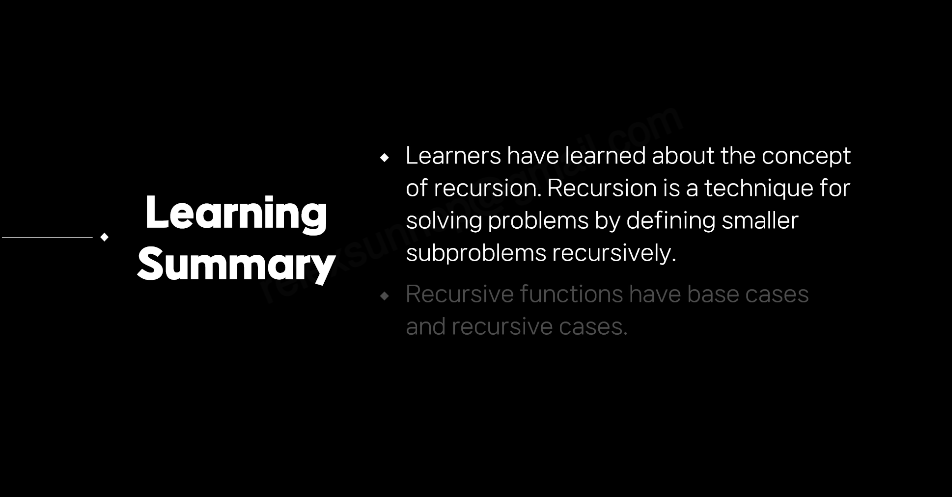 Learning
Summary
Learners have learned about the concept
of recursion. Recursion is a technique for
solving problems by defining smaller
subproblems recursively.
Recursive functions have base cases
and recursive cases.